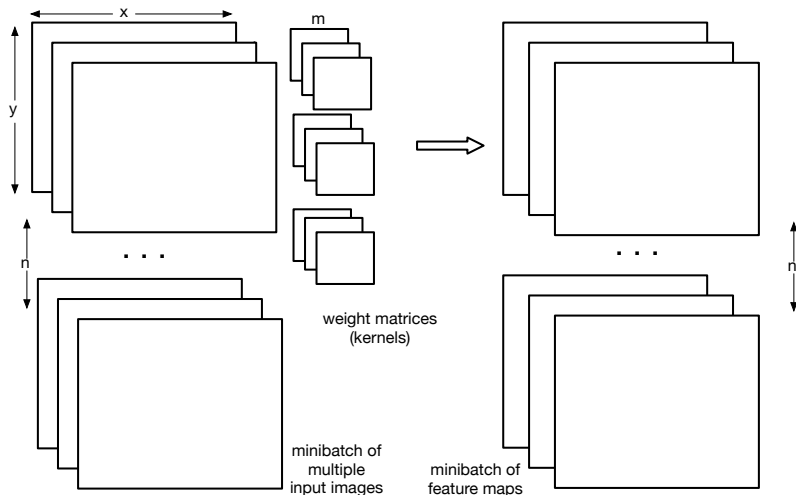 x
m
y
n
. . .
. . .
n
weight matrices
(kernels)
minibatch of
multiple
input images
minibatch of
feature maps